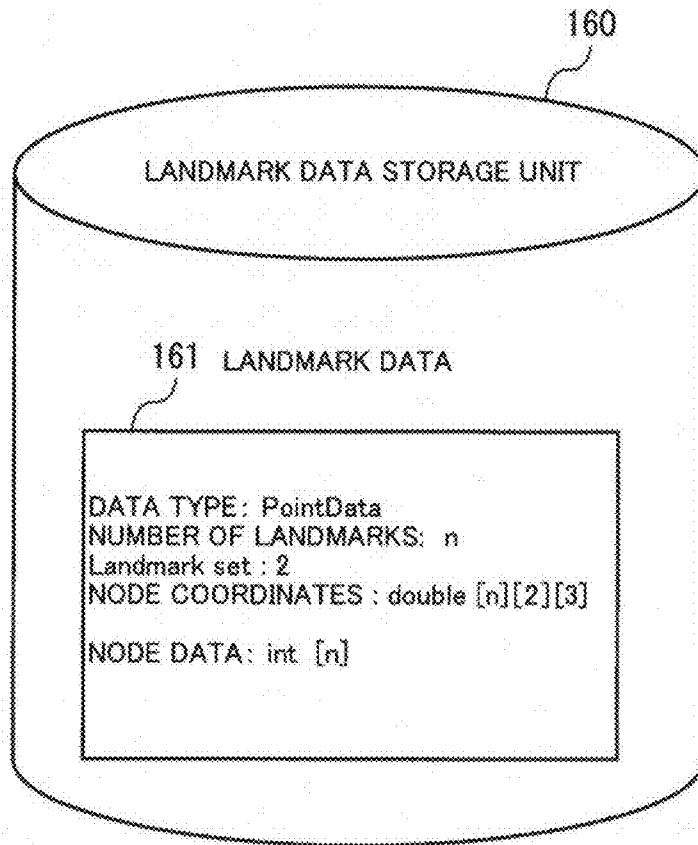 160
LANDMARK DATA STORAGE UNIT
161 LANDMARK DATA
DATA TYPE: PointData
NUMBER OF LANDMARKS: n
Landmark set : 2
NODE COORDINATES : double [n][2][3]
NODE DATA: int [n]